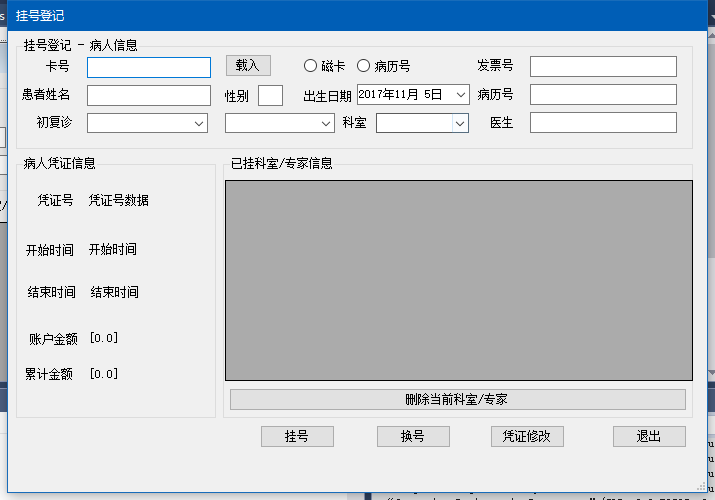 挂号登记
挂号登记 - 病人信息
卡号 载入 磁卡 病历号 发票号
患者姓名 性别 出生日期 2017年11月 5日 病历号
初复诊 科室 医生
病人凭证信息
凭证号 凭证号数据
开始时间 开始时间
结束时间 结束时间
账户金额 [0.0]
累计金额 [0.0]
已挂科室/专家信息
删除当前科室/专家
挂号 换号 凭证修改 退出